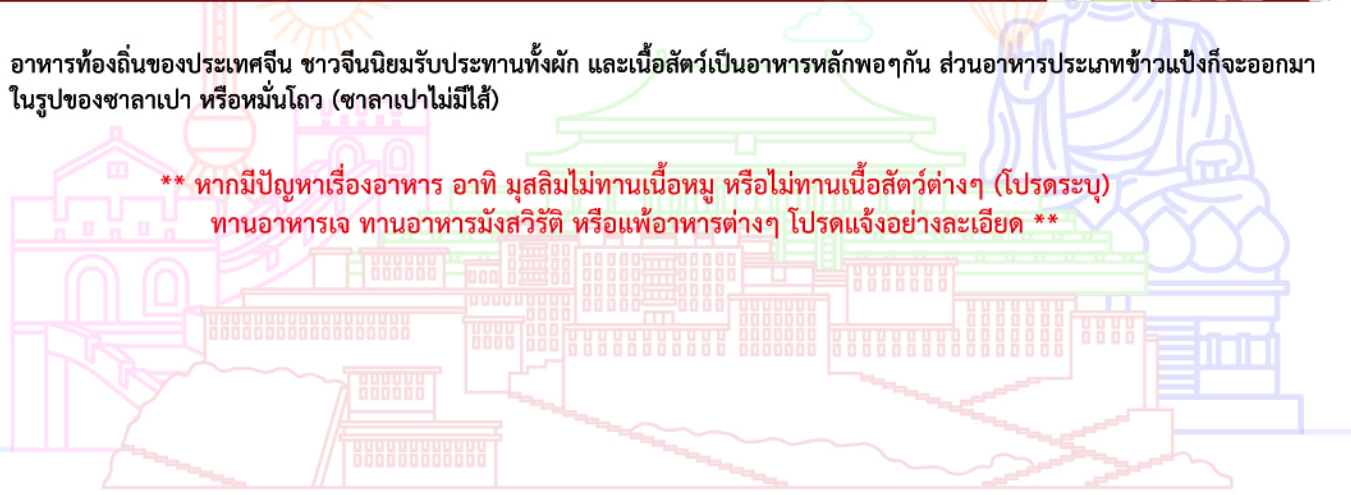 อาหารท้องถิ่นของประเทศจีน ชาวจีนนิยมรับประทานทั้งผัก และเนื้อสัตว์เป็นอาหารหลักพอๆกัน ส่วนอาหารประเภทข้าวแป้งก็จะออกมา
ในรูปของซาลาเปา หรือหมั่นโถว (ซาลาเปาไม่มีไส้)
** หากมีปัญหาเรื่องอาหาร อาทิ มุสลิมไม่ทานเนื้อหมู หรือไม่ทานเนื้อสัตว์ต่างๆ (โปรดระบุ)
ทานอาหารเจ ทานอาหารมังสวิรัติ หรือแพ้อาหารต่างๆ โปรดแจ้งอย่างละเอียด **